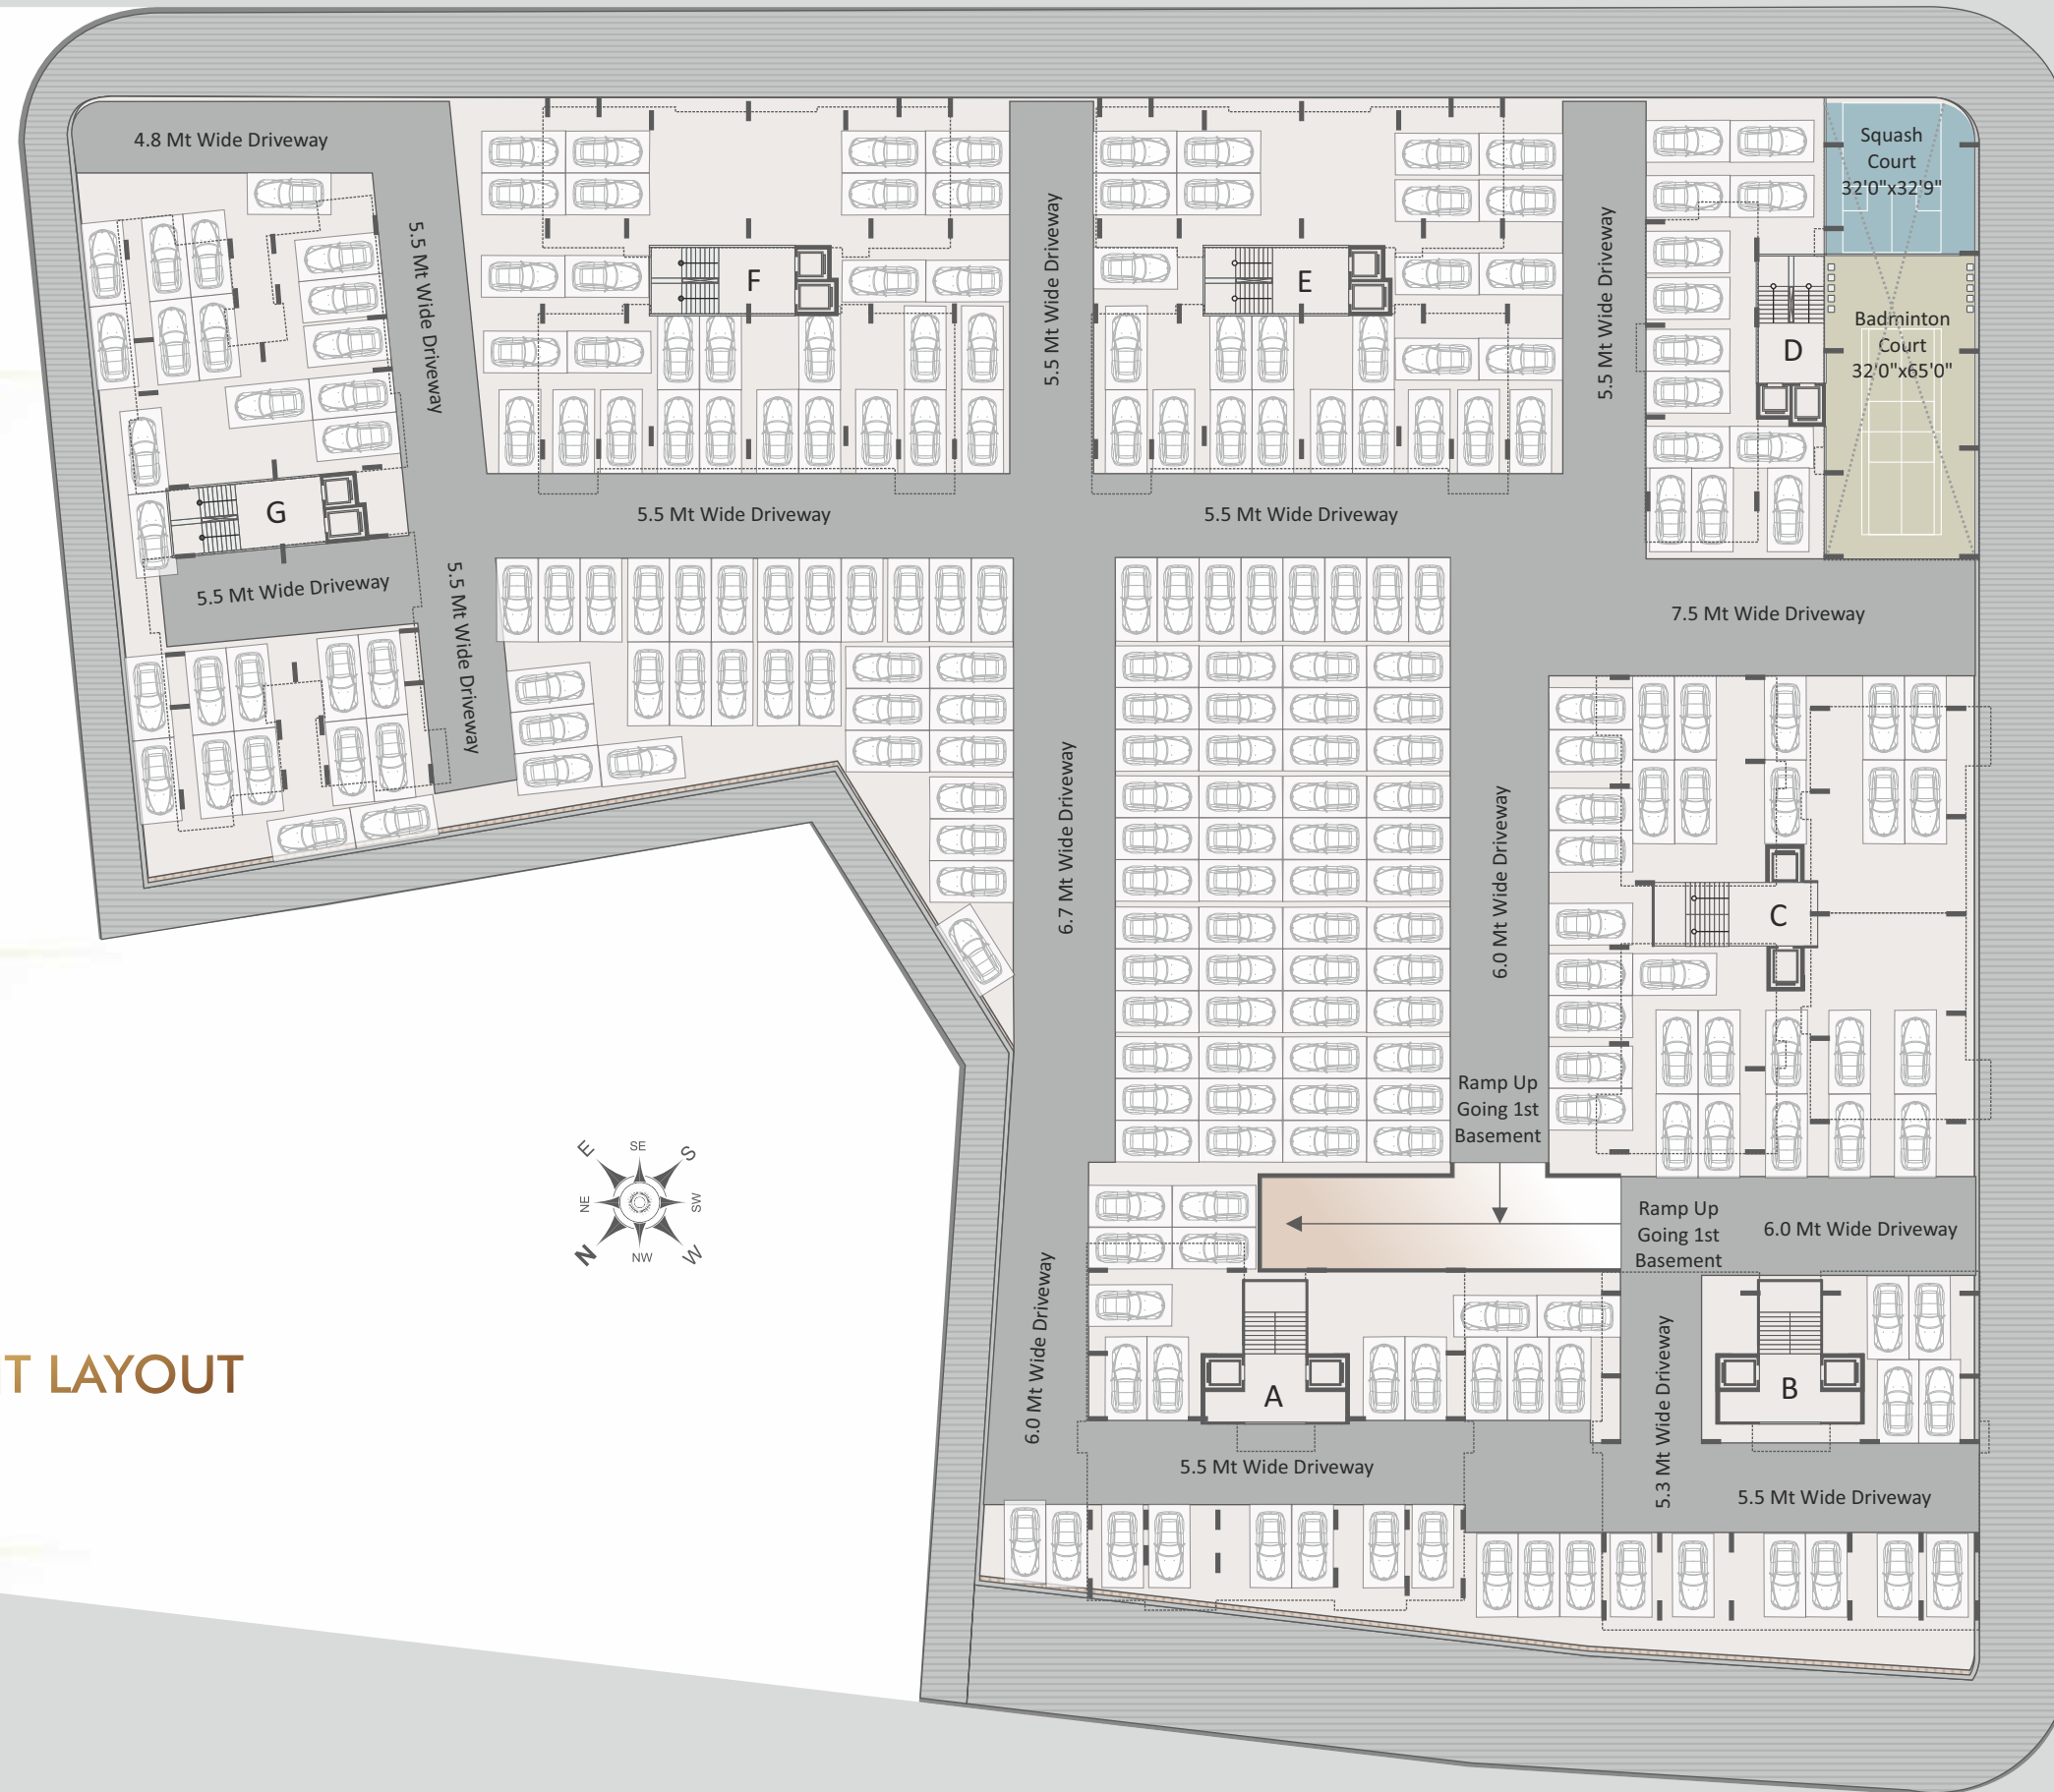 4.8 Mt Wide Driveway
Squash
Court
32'0"x32'9"
5.5 Mt Wide Driveway
5.5 Mt Wide Driveway
5.5 Mt Wide Driveway
F
E
Badminton
Court
32'0"x65'0"
D
G
5.5 Mt Wide Driveway
5.5 Mt Wide Driveway
5.5 Mt Wide Driveway
5.5 Mt Wide Driveway
7.5 Mt Wide Driveway
6.7 Mt Wide Driveway
6.0 Mt Wide Driveway
C
Ramp Up
Going 1st
Basement
E
SE
S
NE
SW
N
NW
W
Ramp Up
Going 1st
Basement
6.0 Mt Wide Driveway
6.0 Mt Wide Driveway
5.3 Mt Wide Driveway
T LAYOUT
A
B
5.5 Mt Wide Driveway
5.5 Mt Wide Driveway